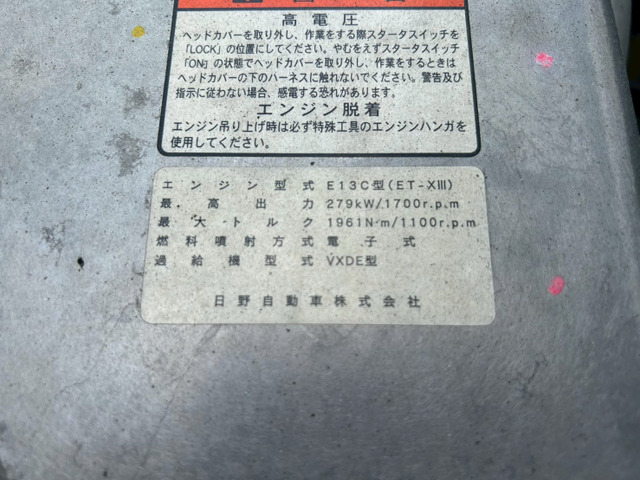 高電圧
ヘッドカバーを取り外し、作業をする際スタータスイッチを
「LOCK」の位置にしてください。やむをえずスタータスイッチ
「ON」の状態でヘッドカバーを取り外し、作業をするときは
ヘッドカバーの下のハーネスに触れないでください。警告及び
指示に従わない場合、感電する恐れがあります。
エンジン脱着
エンジン吊り上げ時は必ず特殊工具のエンジンハンガを
使用してください。
エンジン型式 E13C型(ET-XIII)
最高出力 279kW/1700r.p.m
最大トルク 1961N·m/1100r.p.m
燃料噴射方式 電子式
過給機型式 VXDE型
日野自動車株式会社